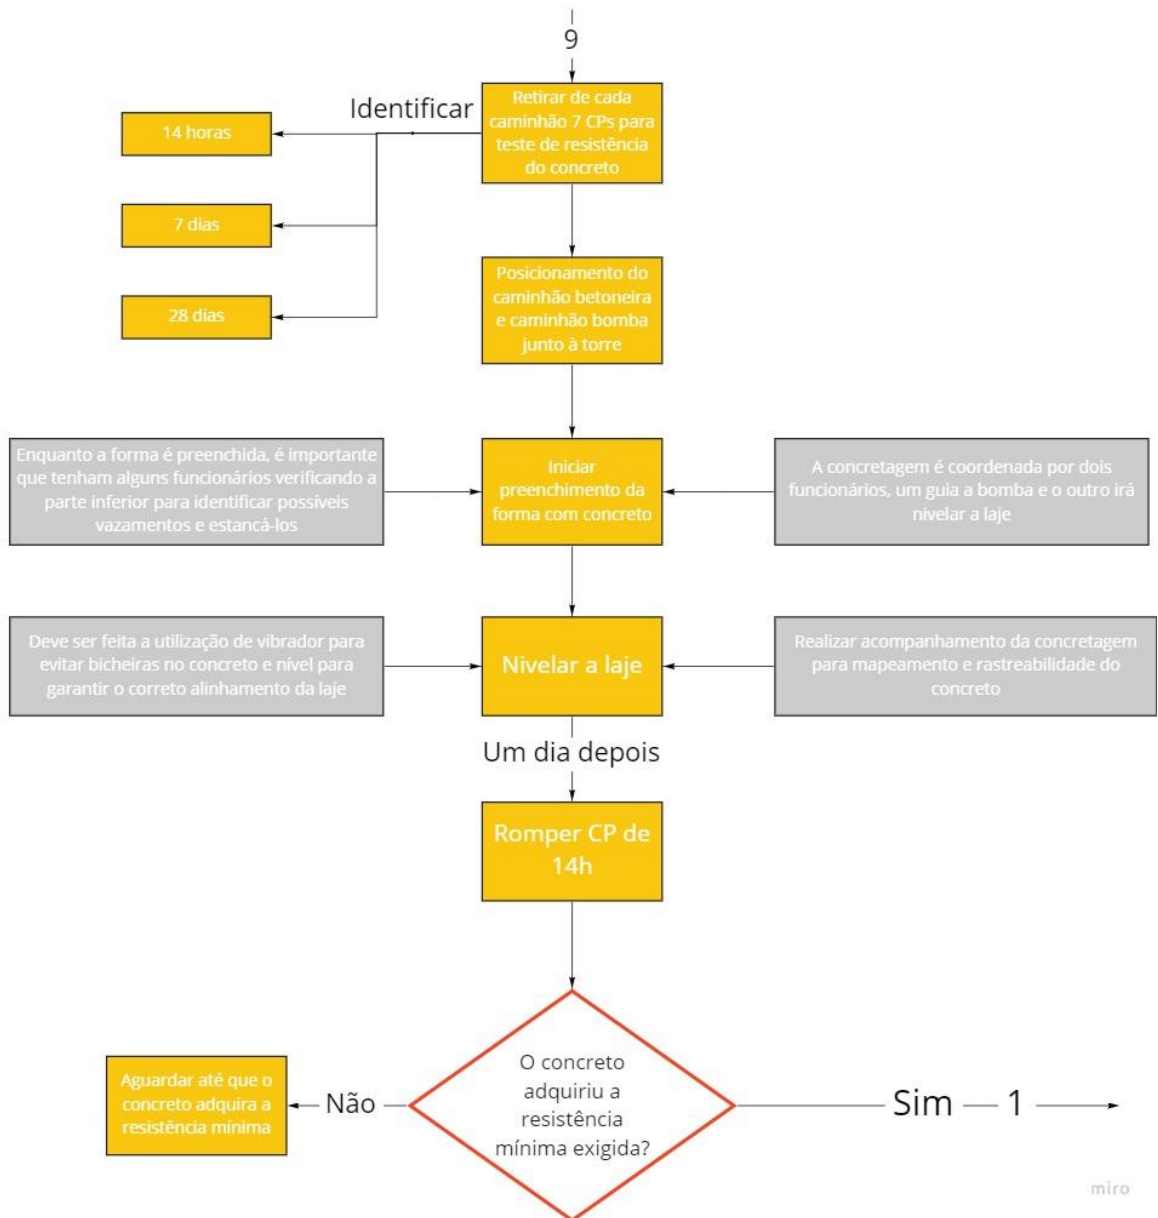 9
Identificar
Retirar de cada
caminhão 7 CPs para
teste de resistência
do concreto
14 horas
7 dias
28 dias
Posicionamento do
caminhão betoneira
e caminhão bomba
junto à torre
Enquanto a forma é preenchida, é importante
que tenham alguns funcionários verificando a
parte inferior para identificar possíveis
vazamentos e estancá-los
Iniciar
preenchimento da
forma com concreto
A concretagem é coordenada por dois
funcionários, um guia a bomba e o outro irá
nivelar a laje
Deve ser feita a utilização de vibrador para
evitar bicheiras no concreto e nível para
garantir o correto alinhamento da laje
Nivelar a laje
Realizar acompanhamento da concretagem
para mapeamento e rastreabilidade do
concreto
Um dia depois
Romper CP de
14h
O concreto
adquiriu a
resistência
mínima exigida?
Aguardar até que o
concreto adquira a
resistência mínima
Não
Sim
1
miro